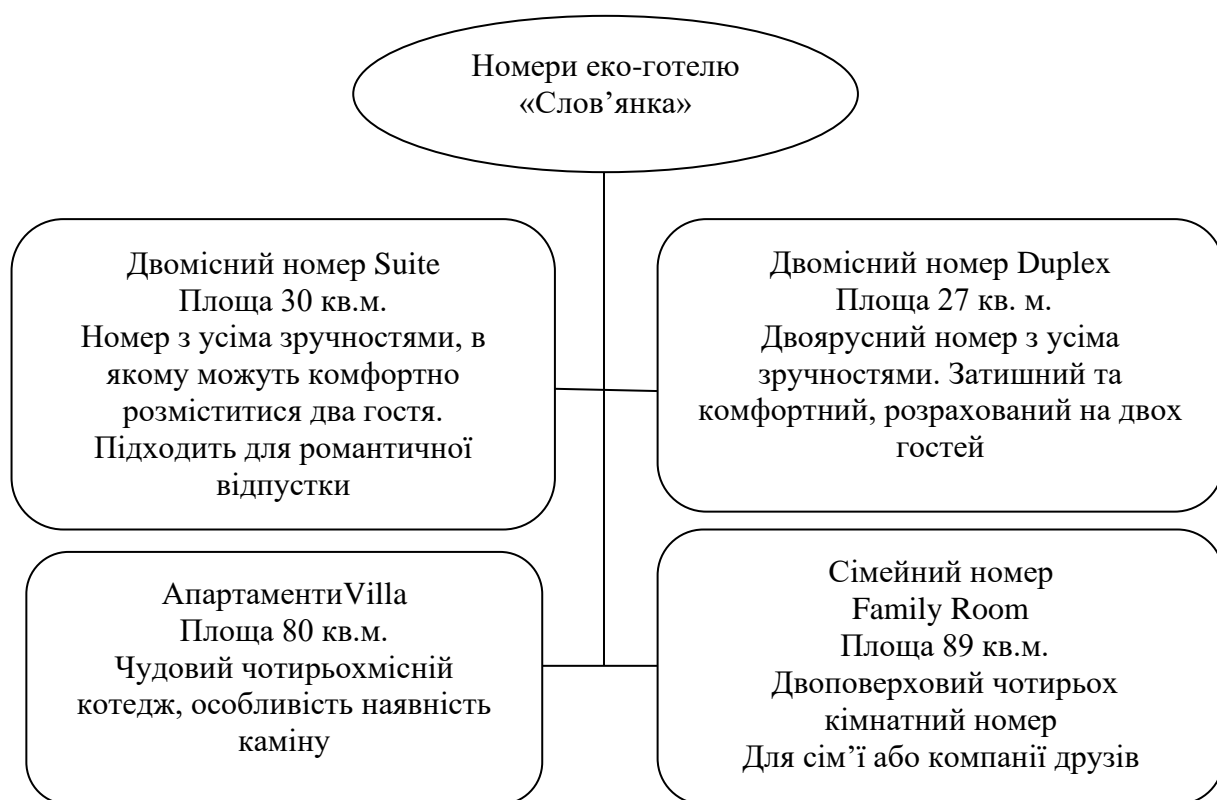 Номери еко-готелю
«Слов’янка»
Двомісний номер Suite
Площа 30 кв.м.
Номер з усіма зручностями, в
якому можуть комфортно
розміститися два гостя.
Підходить для романтичної
відпустки
Двомісний номер Duplex
Площа 27 кв. м.
Двоярусний номер з усіма
зручностями. Затишний та
комфортний, розрахований на двох
гостей
АпартаментиVilla
Площа 80 кв.м.
Чудовий чотирьохмісній
котедж, особливість наявність
каміну
Сімейний номер
Family Room
Площа 89 кв.м.
Двоповерховий чотирьох
кімнатний номер
Для сім’ї або компанії друзів